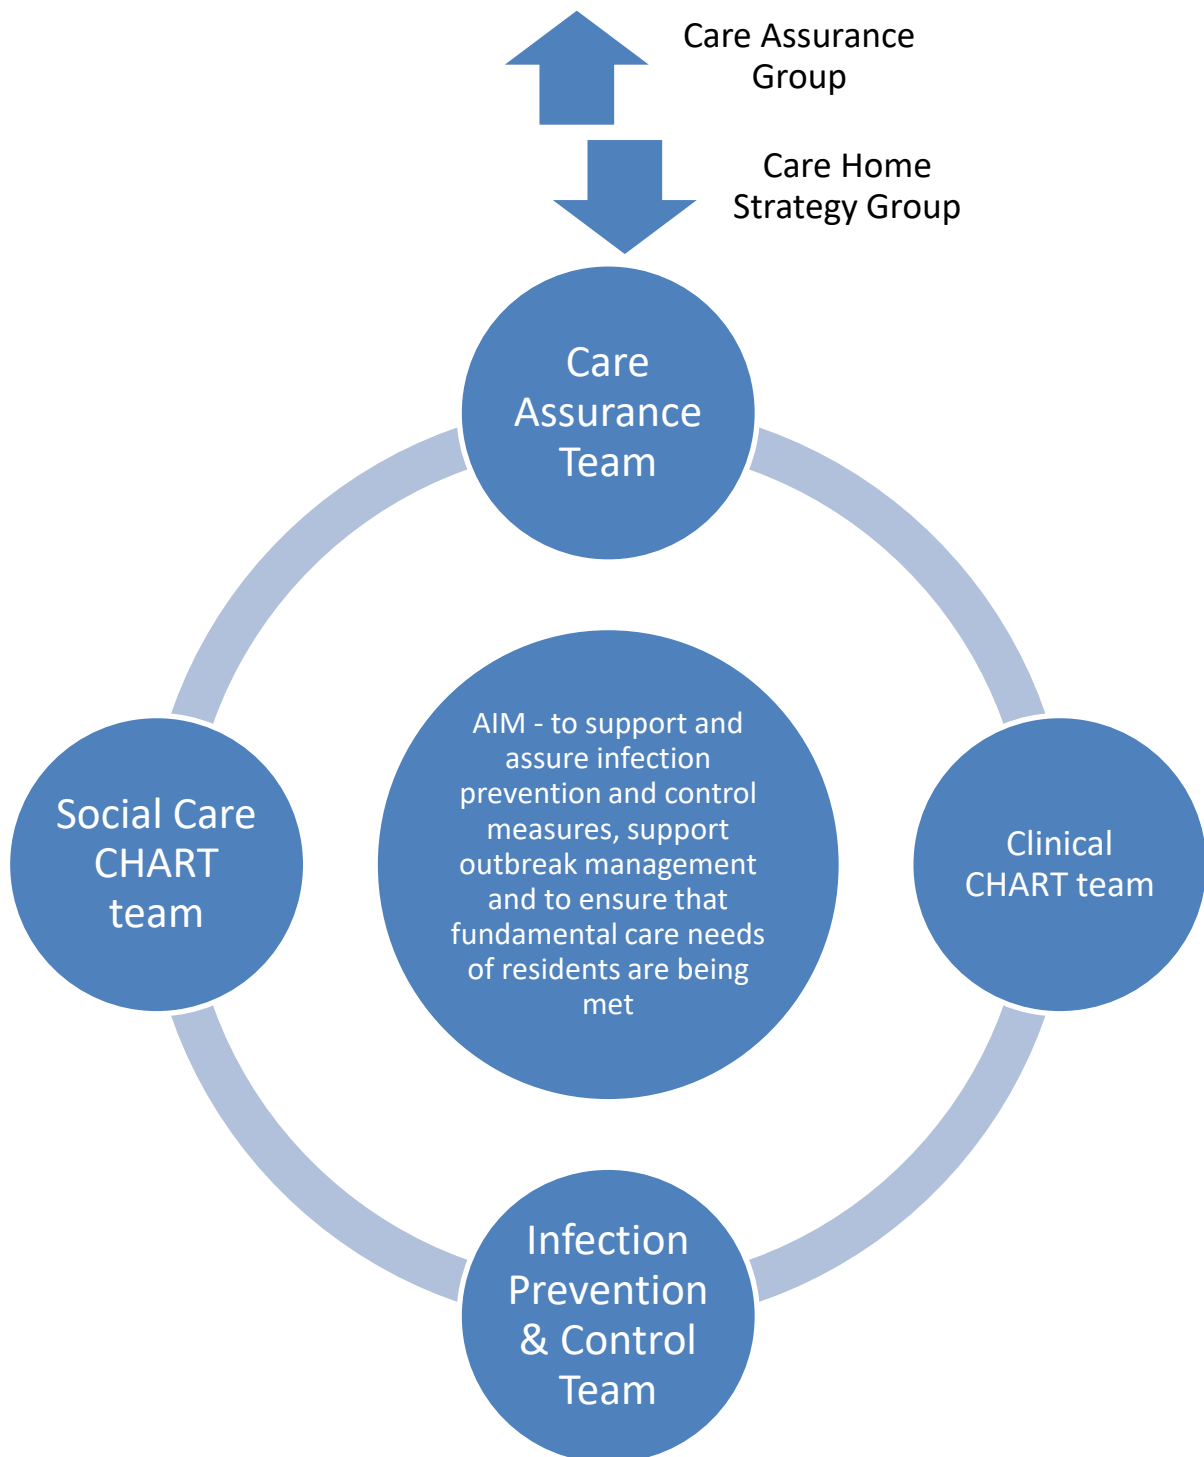 Care Assurance
Group
Care Home
Strategy Group
Care
Assurance
Team
Social Care
CHART
team
AIM - to support and
assure infection
prevention and control
measures, support
outbreak management
and to ensure that
fundamental care needs
of residents are being
met
Clinical
CHART team
Infection
Prevention
& Control
Team